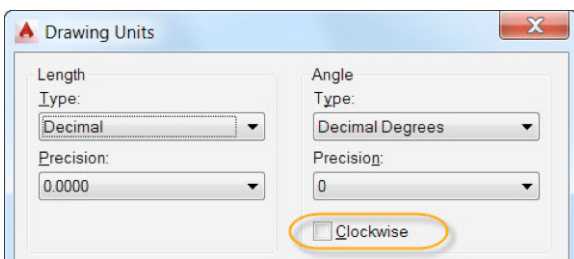 Drawing Units
Length
Type:
Decimal
Precision:
0.0000
Angle
Type:
Decimal Degrees
Precision:
0
Clockwise